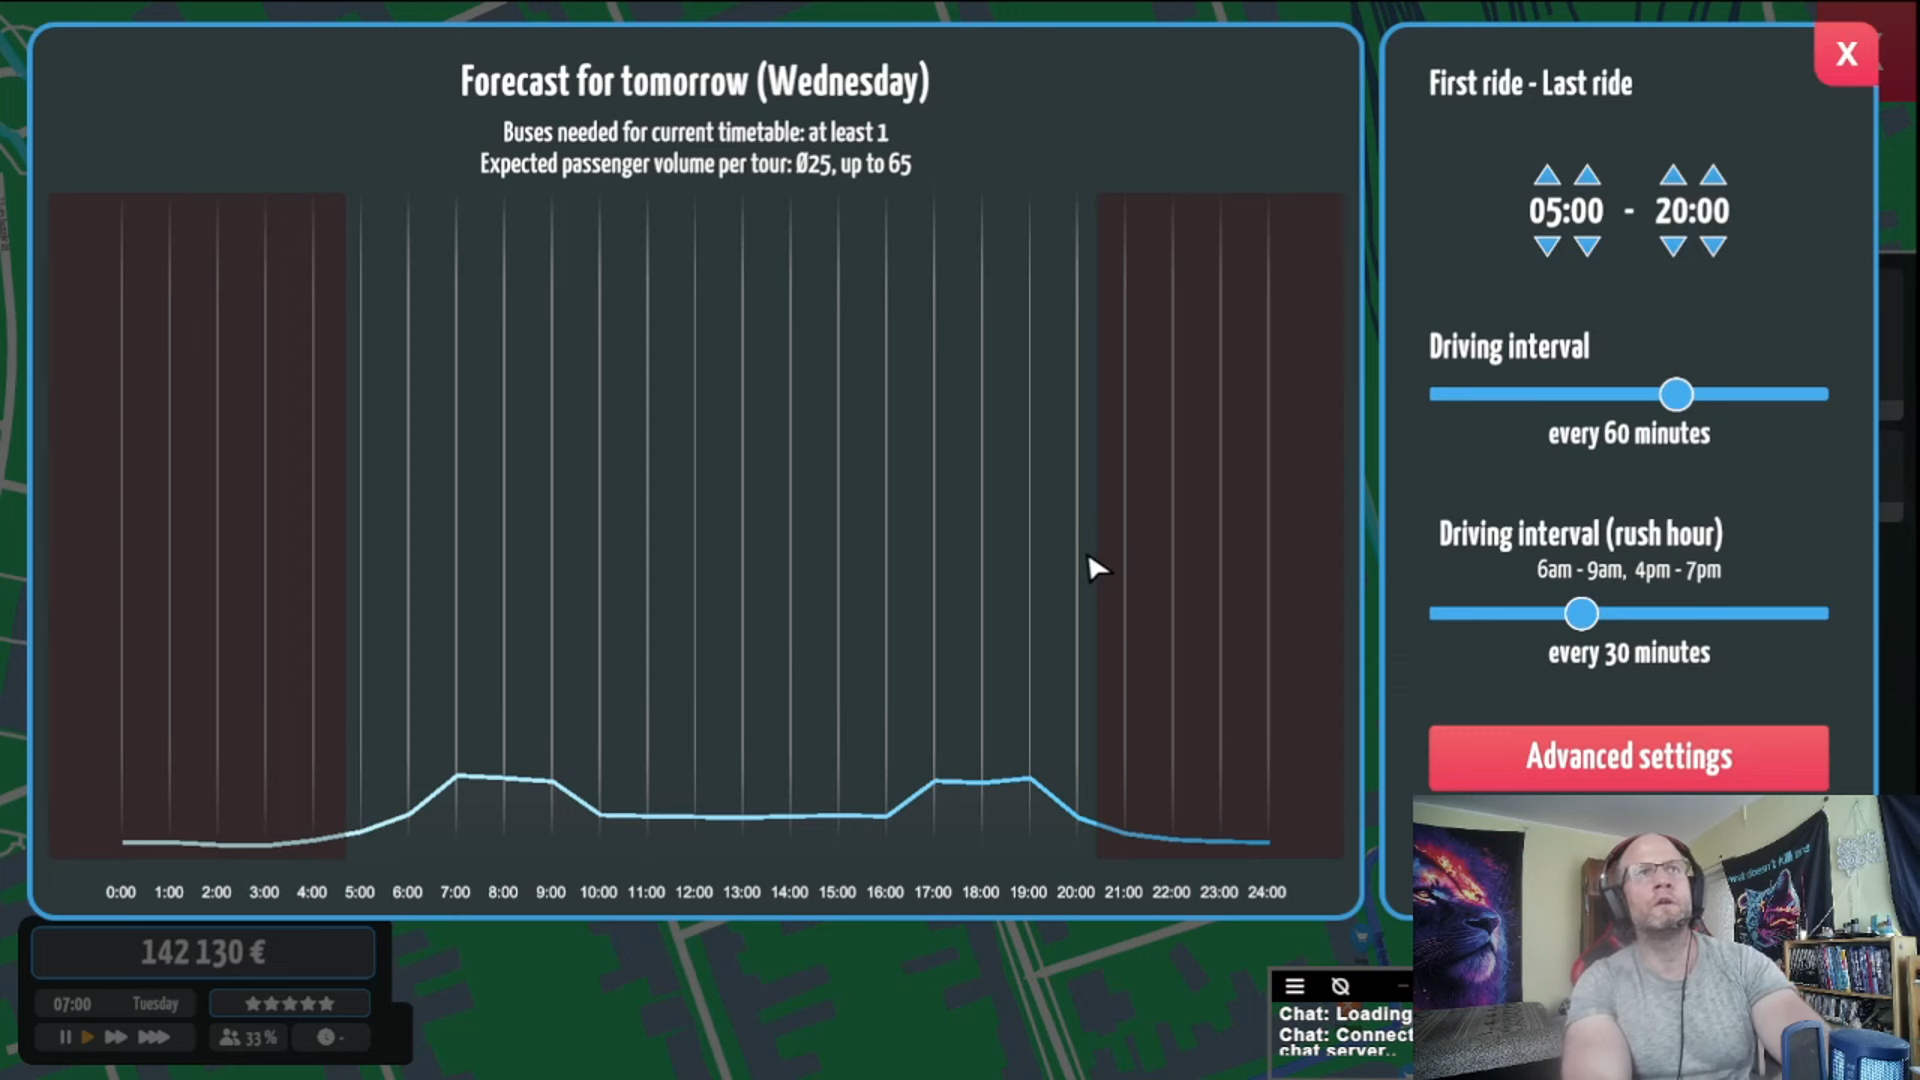 Forecast for tomorrow (Wednesday)
Buses needed for current timetable: at least 1
Expected passenger volume per tour: Ø25, up to 65
0:00 1:00 2:00 3:00 4:00 5:00 6:00 7:00 8:00 9:00 10:00 11:00 12:00 13:00 14:00 15:00 16:00 17:00 18:00 19:00 20:00 21:00 22:00 23:00 24:00
X
First ride - Last ride
05:00 - 20:00
Driving interval
every 60 minutes
Driving interval (rush hour)
6am - 9am, 4pm - 7pm
every 30 minutes
Advanced settings
142 130 €
07:00 Tuesday
33 % -
Chat: Loading
Chat: Connect
chat server..